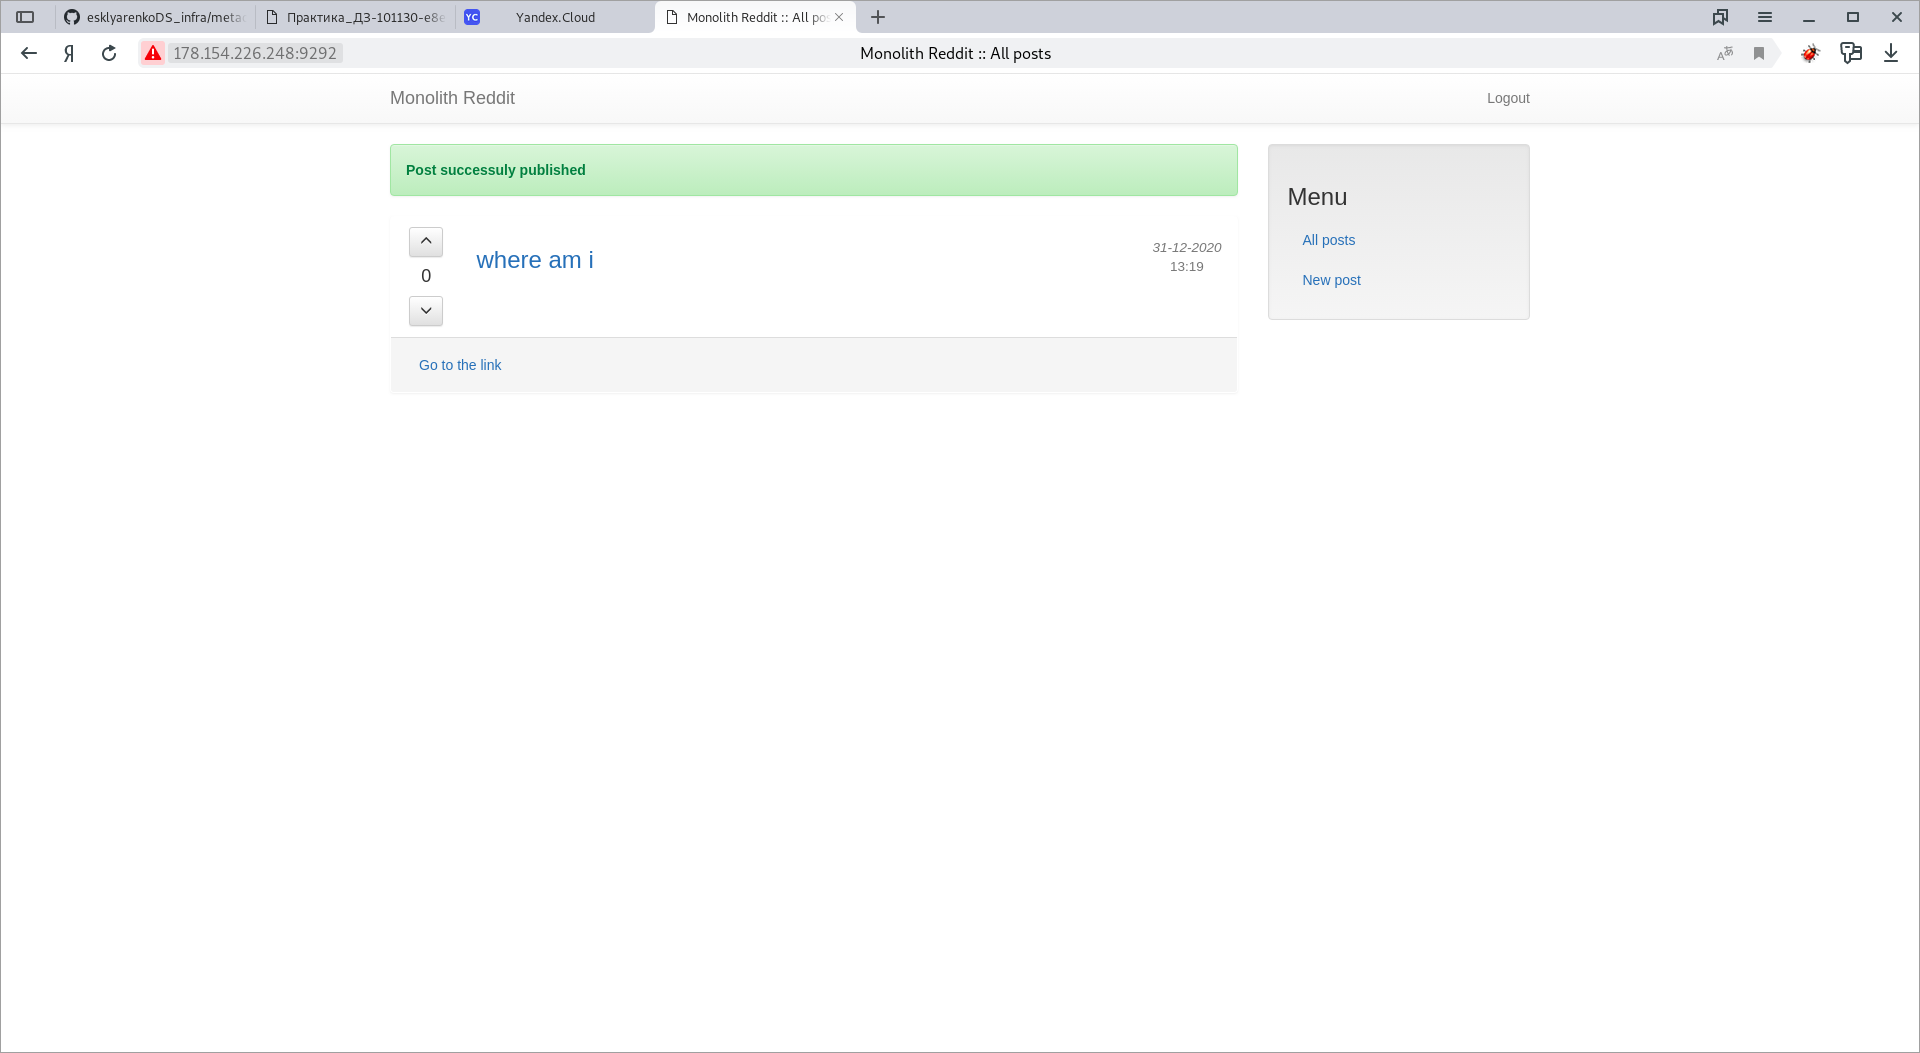 esklyarenkoDS_infra/meta
Практика_ДЗ-101130-e8e
YC Yandex.Cloud
Monolith Reddit :: All pos
Я
178.154.226.248:9292
Monolith Reddit :: All posts
Monolith Reddit
Logout
Post successuly published
Menu
All posts
New post
where am i
31-12-2020
13:19
0
Go to the link